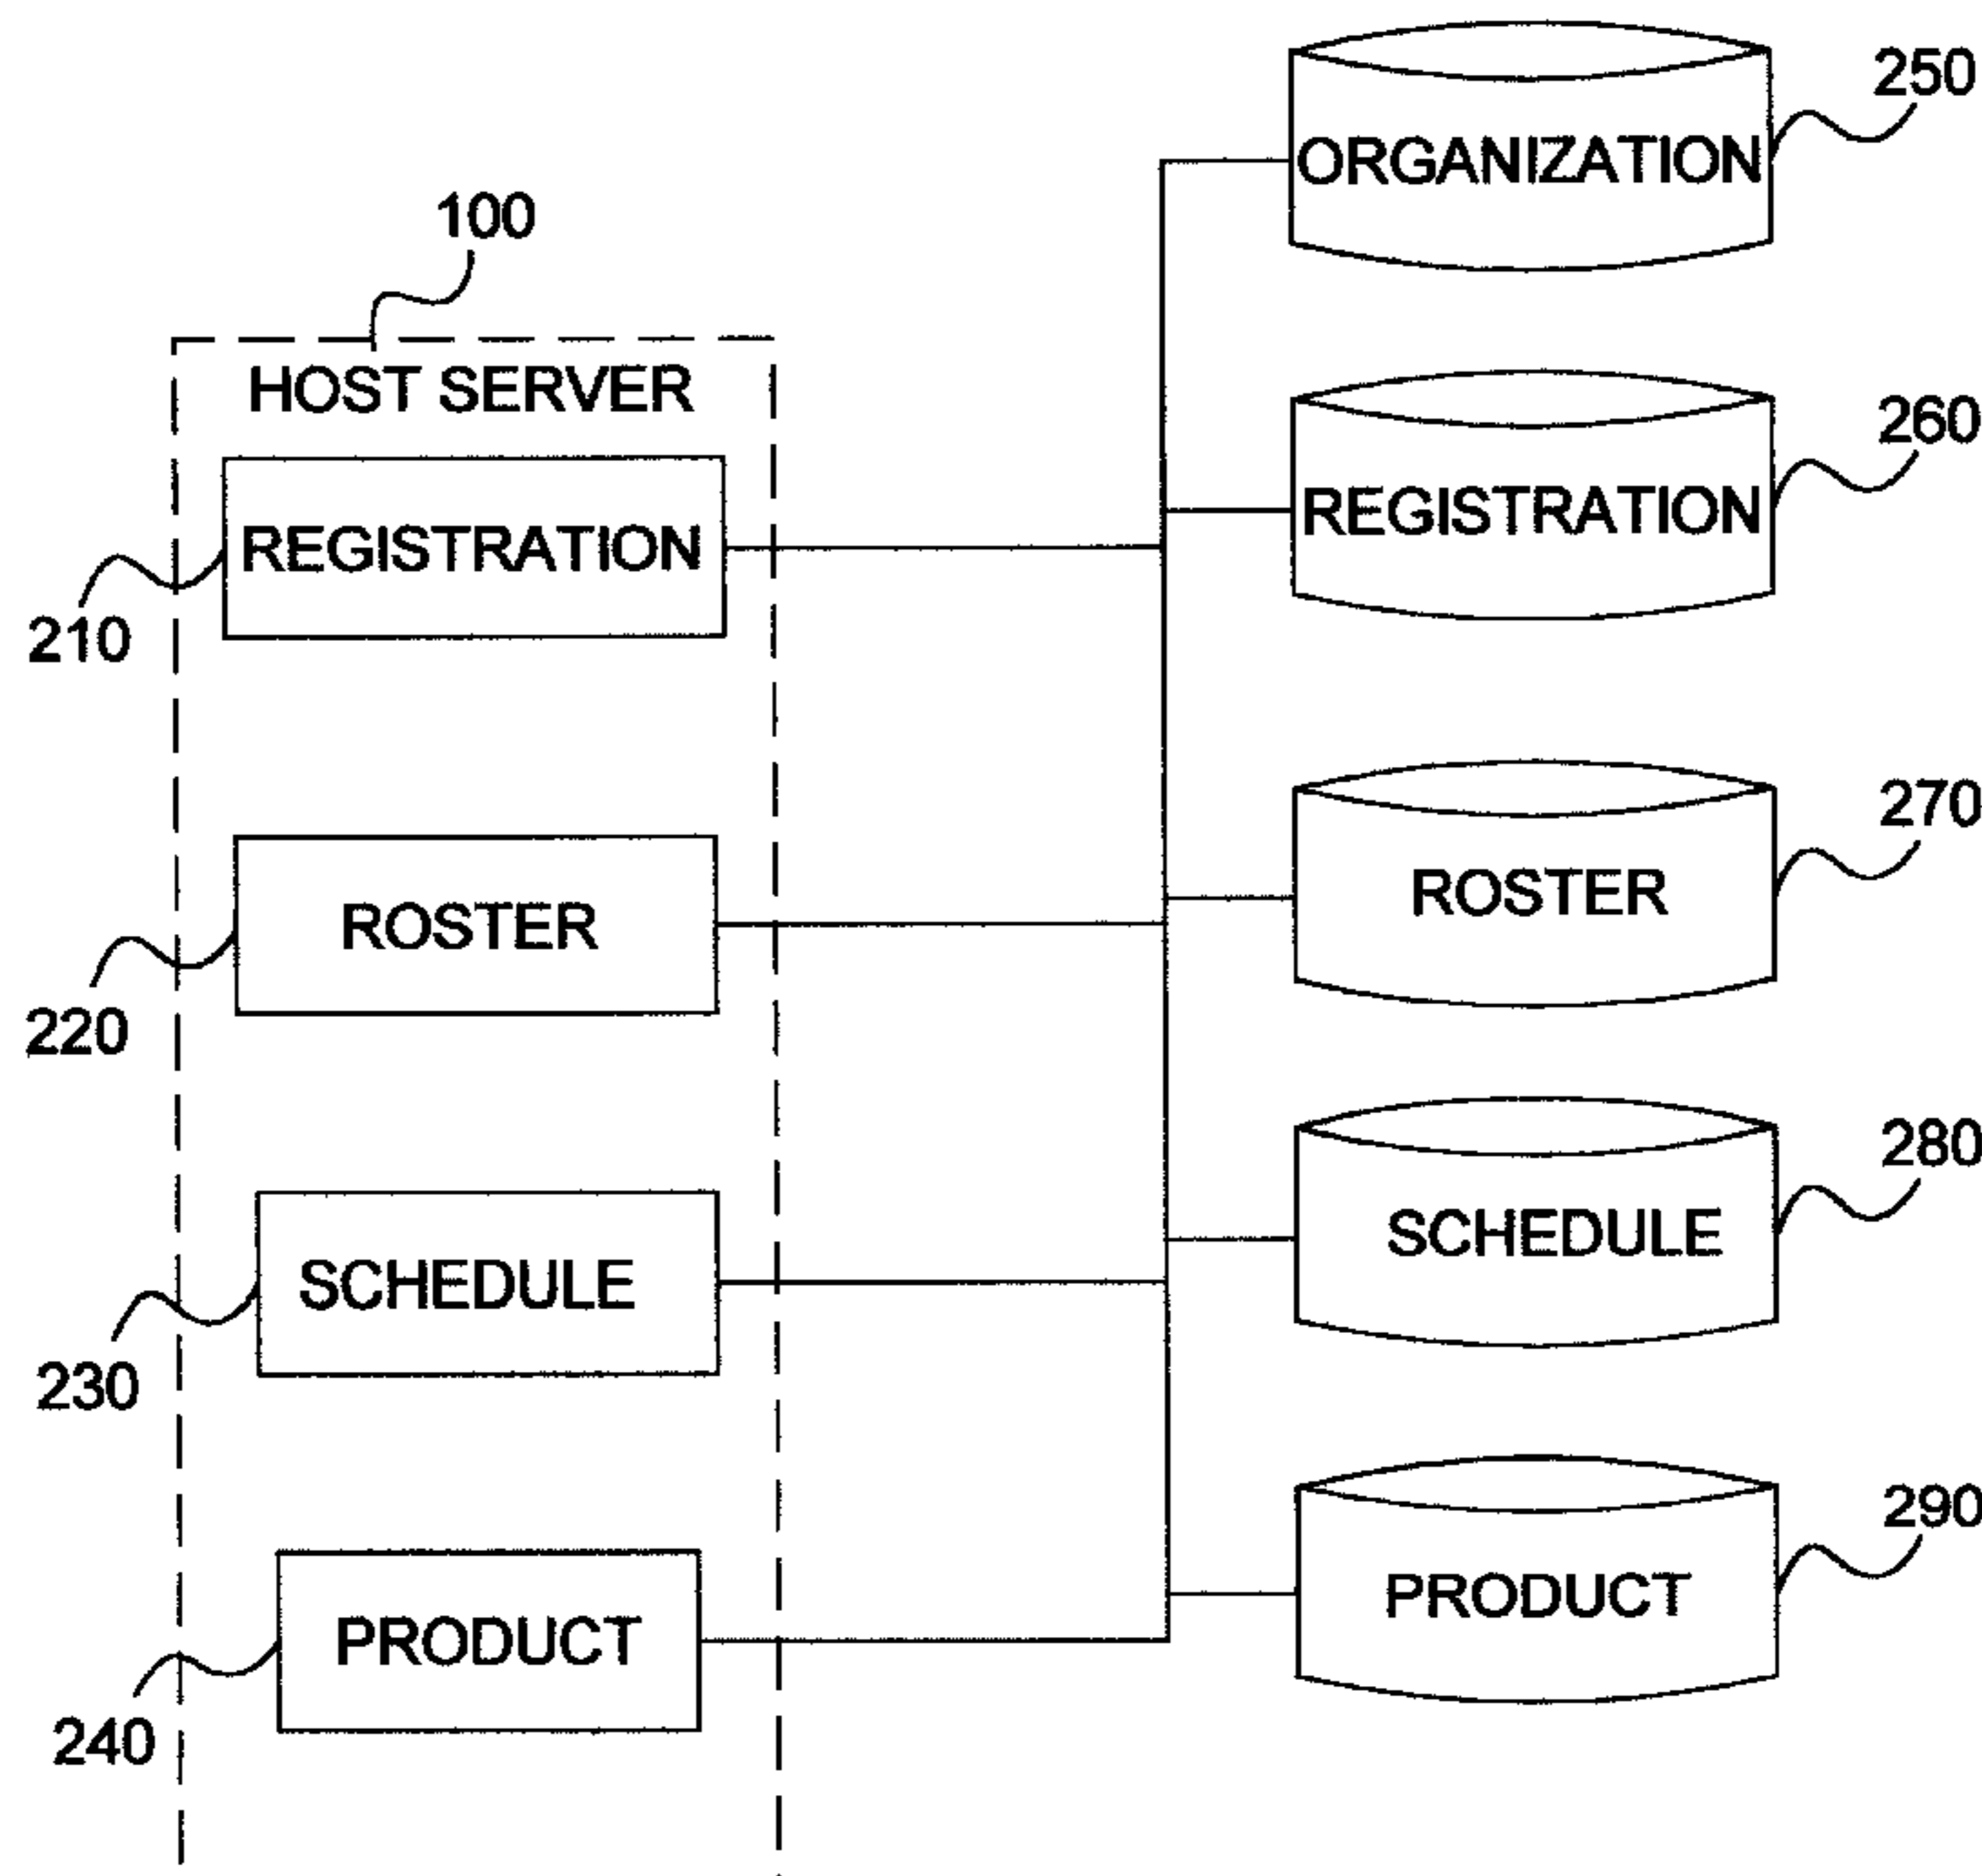 250
ORGANIZATION
100
HOST SERVER
260
REGISTRATION
REGISTRATION
210
270
ROSTER
ROSTER
220
280
SCHEDULE
SCHEDULE
230
290
PRODUCT
PRODUCT
240